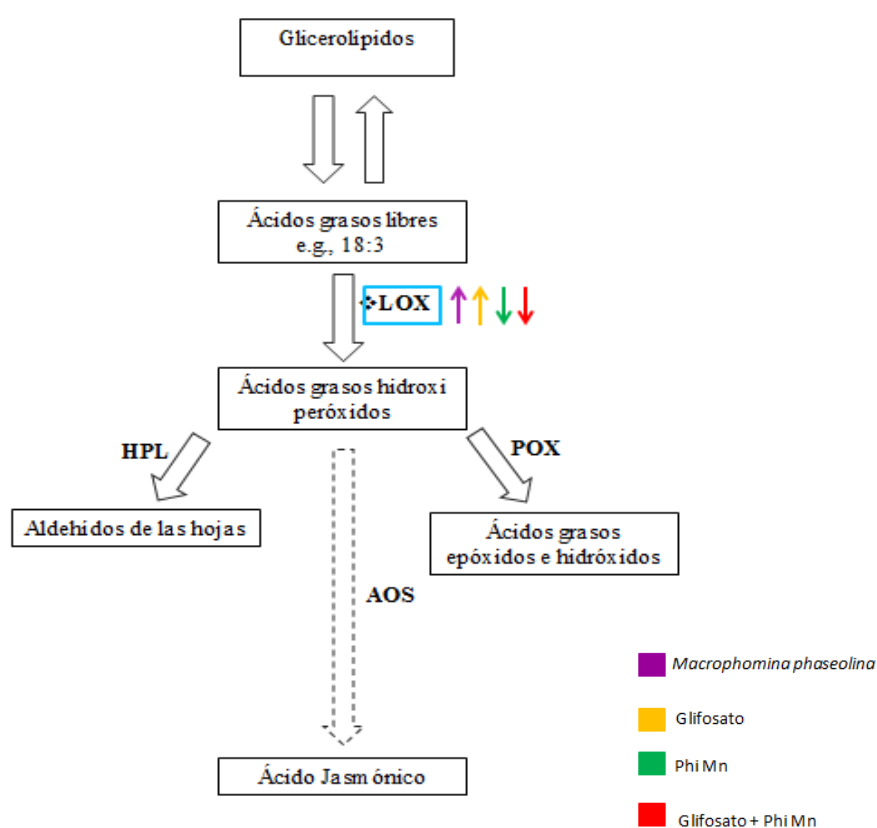 Glicerolípidos
Ácidos grasos libres
e.g., 18:3
❖LOX
Ácidos grasos hidroxi
peróxidos
HPL
POX
Aldehidos de las hojas
Ácidos grasos
epóxidos e hidróxidos
AOS
Ácido Jasmónico
Macrophomina phaseolina
Glifosato
Phi Mn
Glifosato + Phi Mn